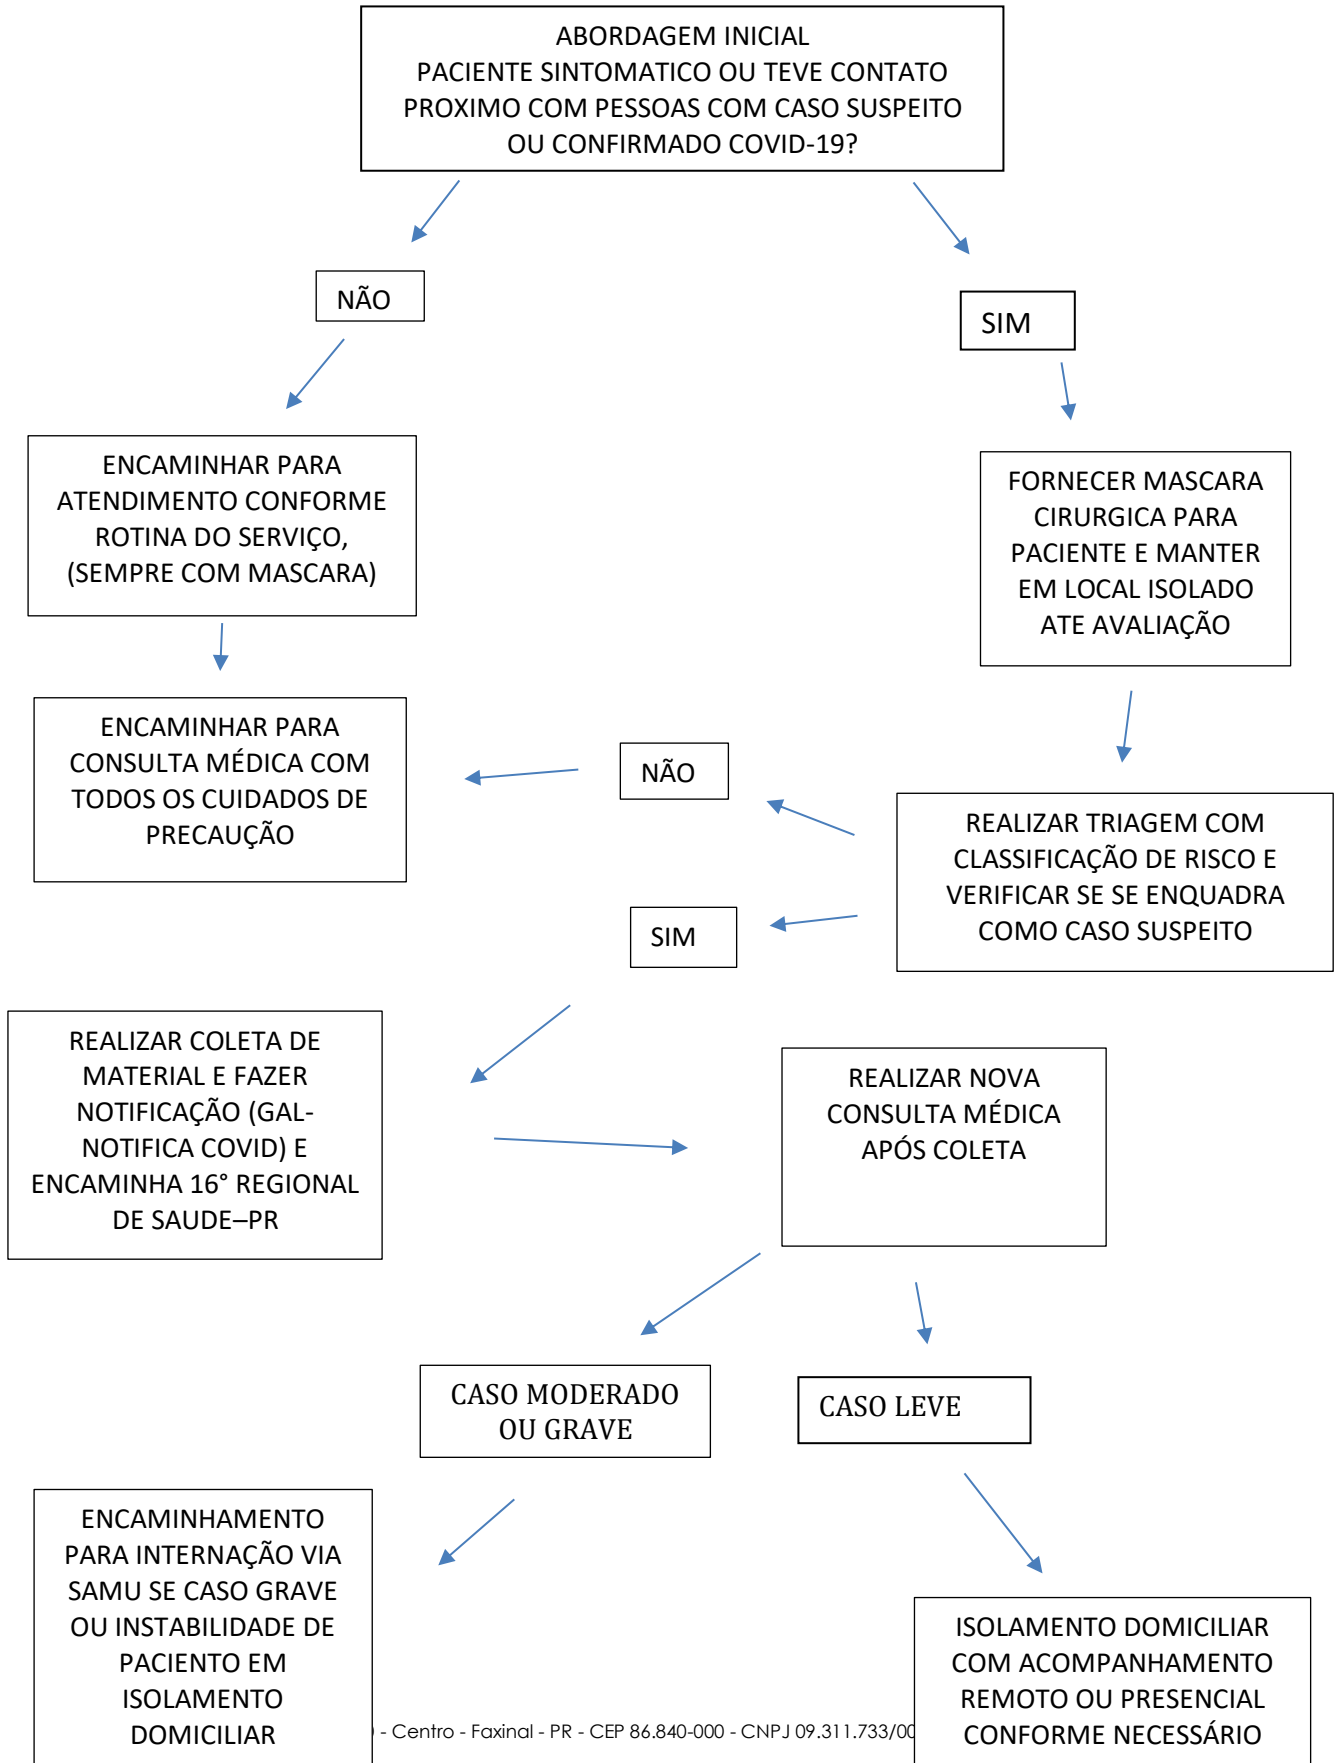 ABORDAGEM INICIAL
PACIENTE SINTOMATICO OU TEVE CONTATO
PROXIMO COM PESSOAS COM CASO SUSPEITO
OU CONFIRMADO COVID-19?
NÃO
SIM
ENCAMINHAR PARA
ATENDIMENTO CONFORME
ROTINA DO SERVIÇO,
(SEMPRE COM MASCARA)
FORNECER MASCARA
CIRURGICA PARA
PACIENTE E MANTER
EM LOCAL ISOLADO
ATE AVALIAÇÃO
ENCAMINHAR PARA
CONSULTA MÉDICA COM
TODOS OS CUIDADOS DE
PRECAUÇÃO
NÃO
REALIZAR TRIAGEM COM
CLASSIFICAÇÃO DE RISCO E
VERIFICAR SE SE ENQUADRA
COMO CASO SUSPEITO
SIM
REALIZAR COLETA DE
MATERIAL E FAZER
NOTIFICAÇÃO (GAL-
NOTIFICA COVID) E
ENCAMINHA 16° REGIONAL
DE SAUDE–PR
REALIZAR NOVA
CONSULTA MÉDICA
APÓS COLETA
CASO MODERADO
OU GRAVE
CASO LEVE
ENCAMINHAMENTO
PARA INTERNAÇÃO VIA
SAMU SE CASO GRAVE
OU INSTABILIDADE DE
PACIENTO EM
ISOLAMENTO
DOMICILIAR
ISOLAMENTO DOMICILIAR
COM ACOMPANHAMENTO
REMOTO OU PRESENCIAL
CONFORME NECESSÁRIO
- Centro - Faxinal - PR - CEP 86.840-000 - CNPJ 09.311.733/00